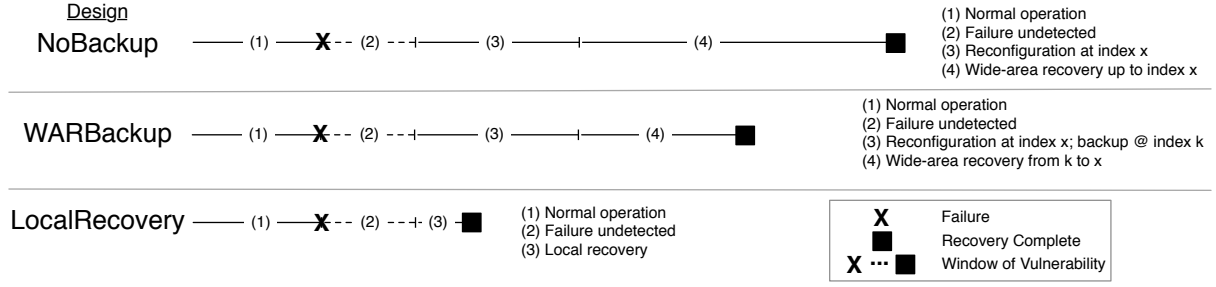 Design
NoBackup (1) X (2) (3) (4)
(1) Normal operation
(2) Failure undetected
(3) Reconfiguration at index x
(4) Wide-area recovery up to index x
WARBackup (1) X (2) (3) (4)
(1) Normal operation
(2) Failure undetected
(3) Reconfiguration at index x; backup @ index k
(4) Wide-area recovery from k to x
LocalRecovery (1) X (2) (3)
(1) Normal operation
(2) Failure undetected
(3) Local recovery
X Failure
Recovery Complete
X ... Window of Vulnerability